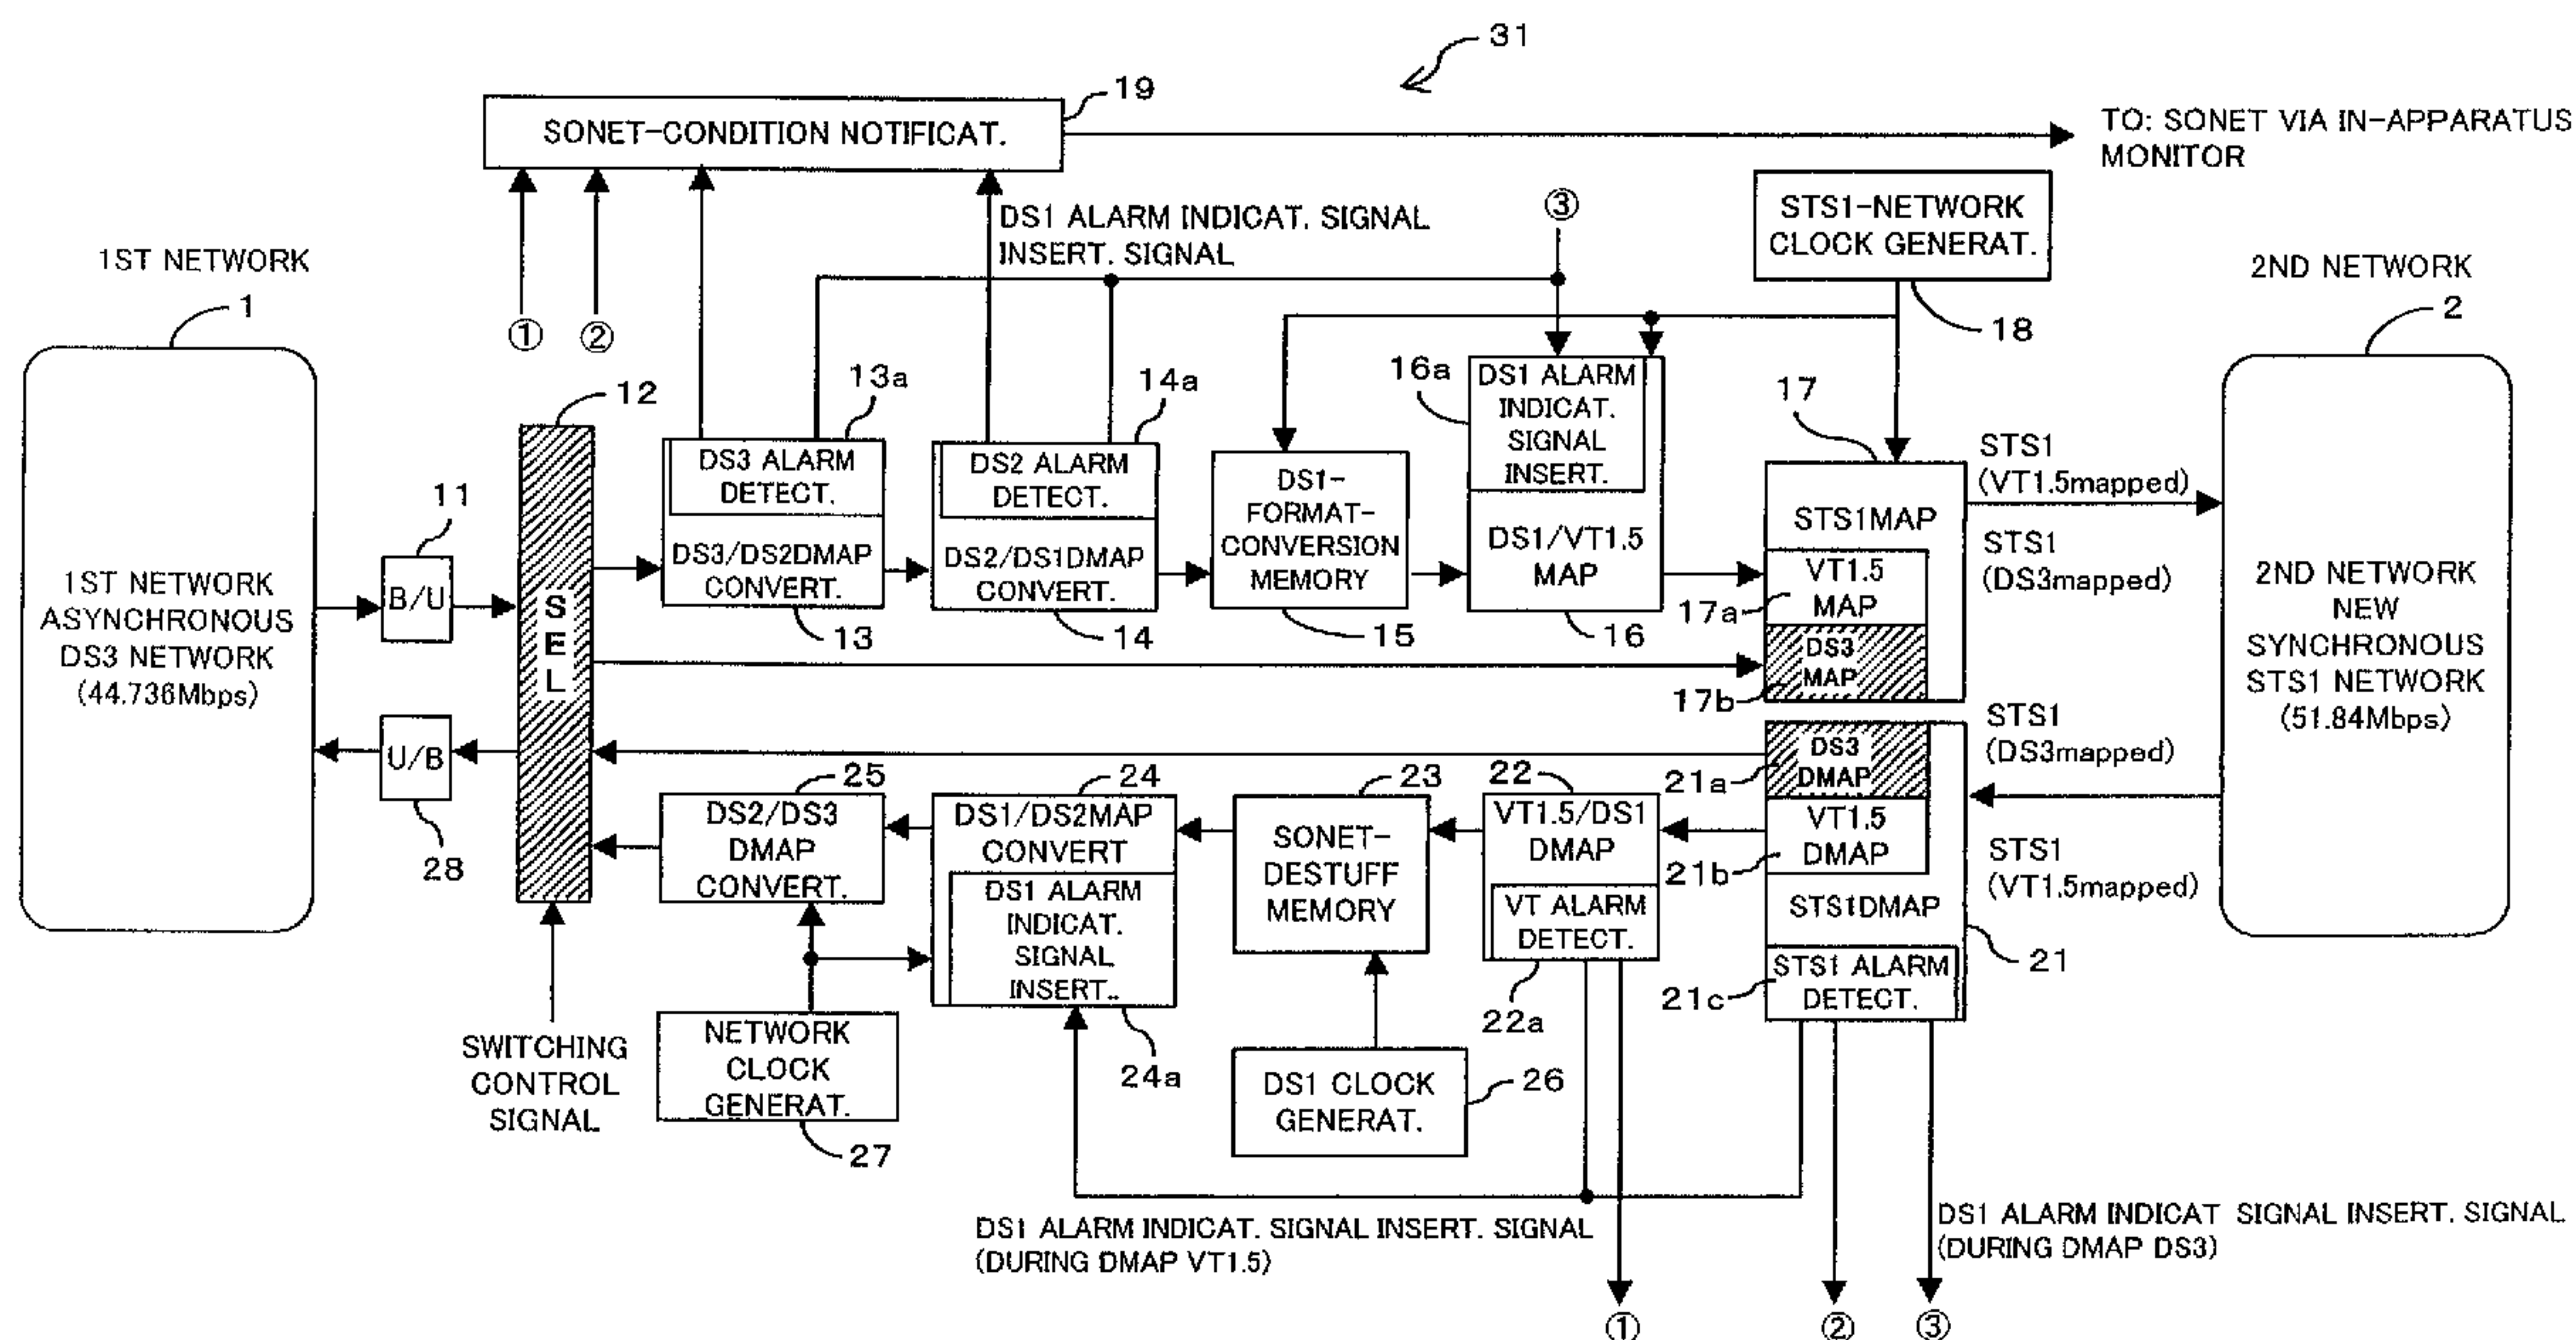 31
19
SONET-CONDITION NOTIFICAT.
TO: SONET VIA IN-APPARATUS
MONITOR
①
②
DS1 ALARM INDICAT. SIGNAL
INSERT. SIGNAL
③
STS1-NETWORK
CLOCK GENERAT.
18
1ST NETWORK
1
2ND NETWORK
2
1ST NETWORK
ASYNCHRONOUS
DS3 NETWORK
(44.736Mbps)
11
B/U
12
SEL
13a
DS3 ALARM
DETECT.
DS3/DS2DMAP
CONVERT.
13
14a
DS2 ALARM
DETECT.
DS2/DS1DMAP
CONVERT.
14
DS1-
FORMAT-
CONVERSION
MEMORY
15
16a
DS1 ALARM
INDICAT.
SIGNAL
INSERT.
DS1/VT1.5
MAP
16
17
STS1MAP
VT1.5
MAP
17a
DS3
MAP
17b
STS1
(VT1.5mapped)
STS1
(DS3mapped)
2ND NETWORK
NEW
SYNCHRONOUS
STS1 NETWORK
(51.84Mbps)
U/B
28
25
DS2/DS3
DMAP
CONVERT.
24
DS1/DS2MAP
CONVERT
DS1 ALARM
INDICAT.
SIGNAL
INSERT..
24a
23
SONET-
DESTUFF
MEMORY
22
VT1.5/DS1
DMAP
VT ALARM
DETECT.
22a
DS3
DMAP
21a
VT1.5
DMAP
21b
STS1DMAP
21
STS1 ALARM
DETECT.
21c
STS1
(DS3mapped)
STS1
(VT1.5mapped)
SWITCHING
CONTROL
SIGNAL
NETWORK
CLOCK
GENERAT.
27
DS1 CLOCK
GENERAT.
26
DS1 ALARM INDICAT. SIGNAL INSERT. SIGNAL
(DURING DMAP VT1.5)
DS1 ALARM INDICAT SIGNAL INSERT. SIGNAL
(DURING DMAP DS3)
①
②
③